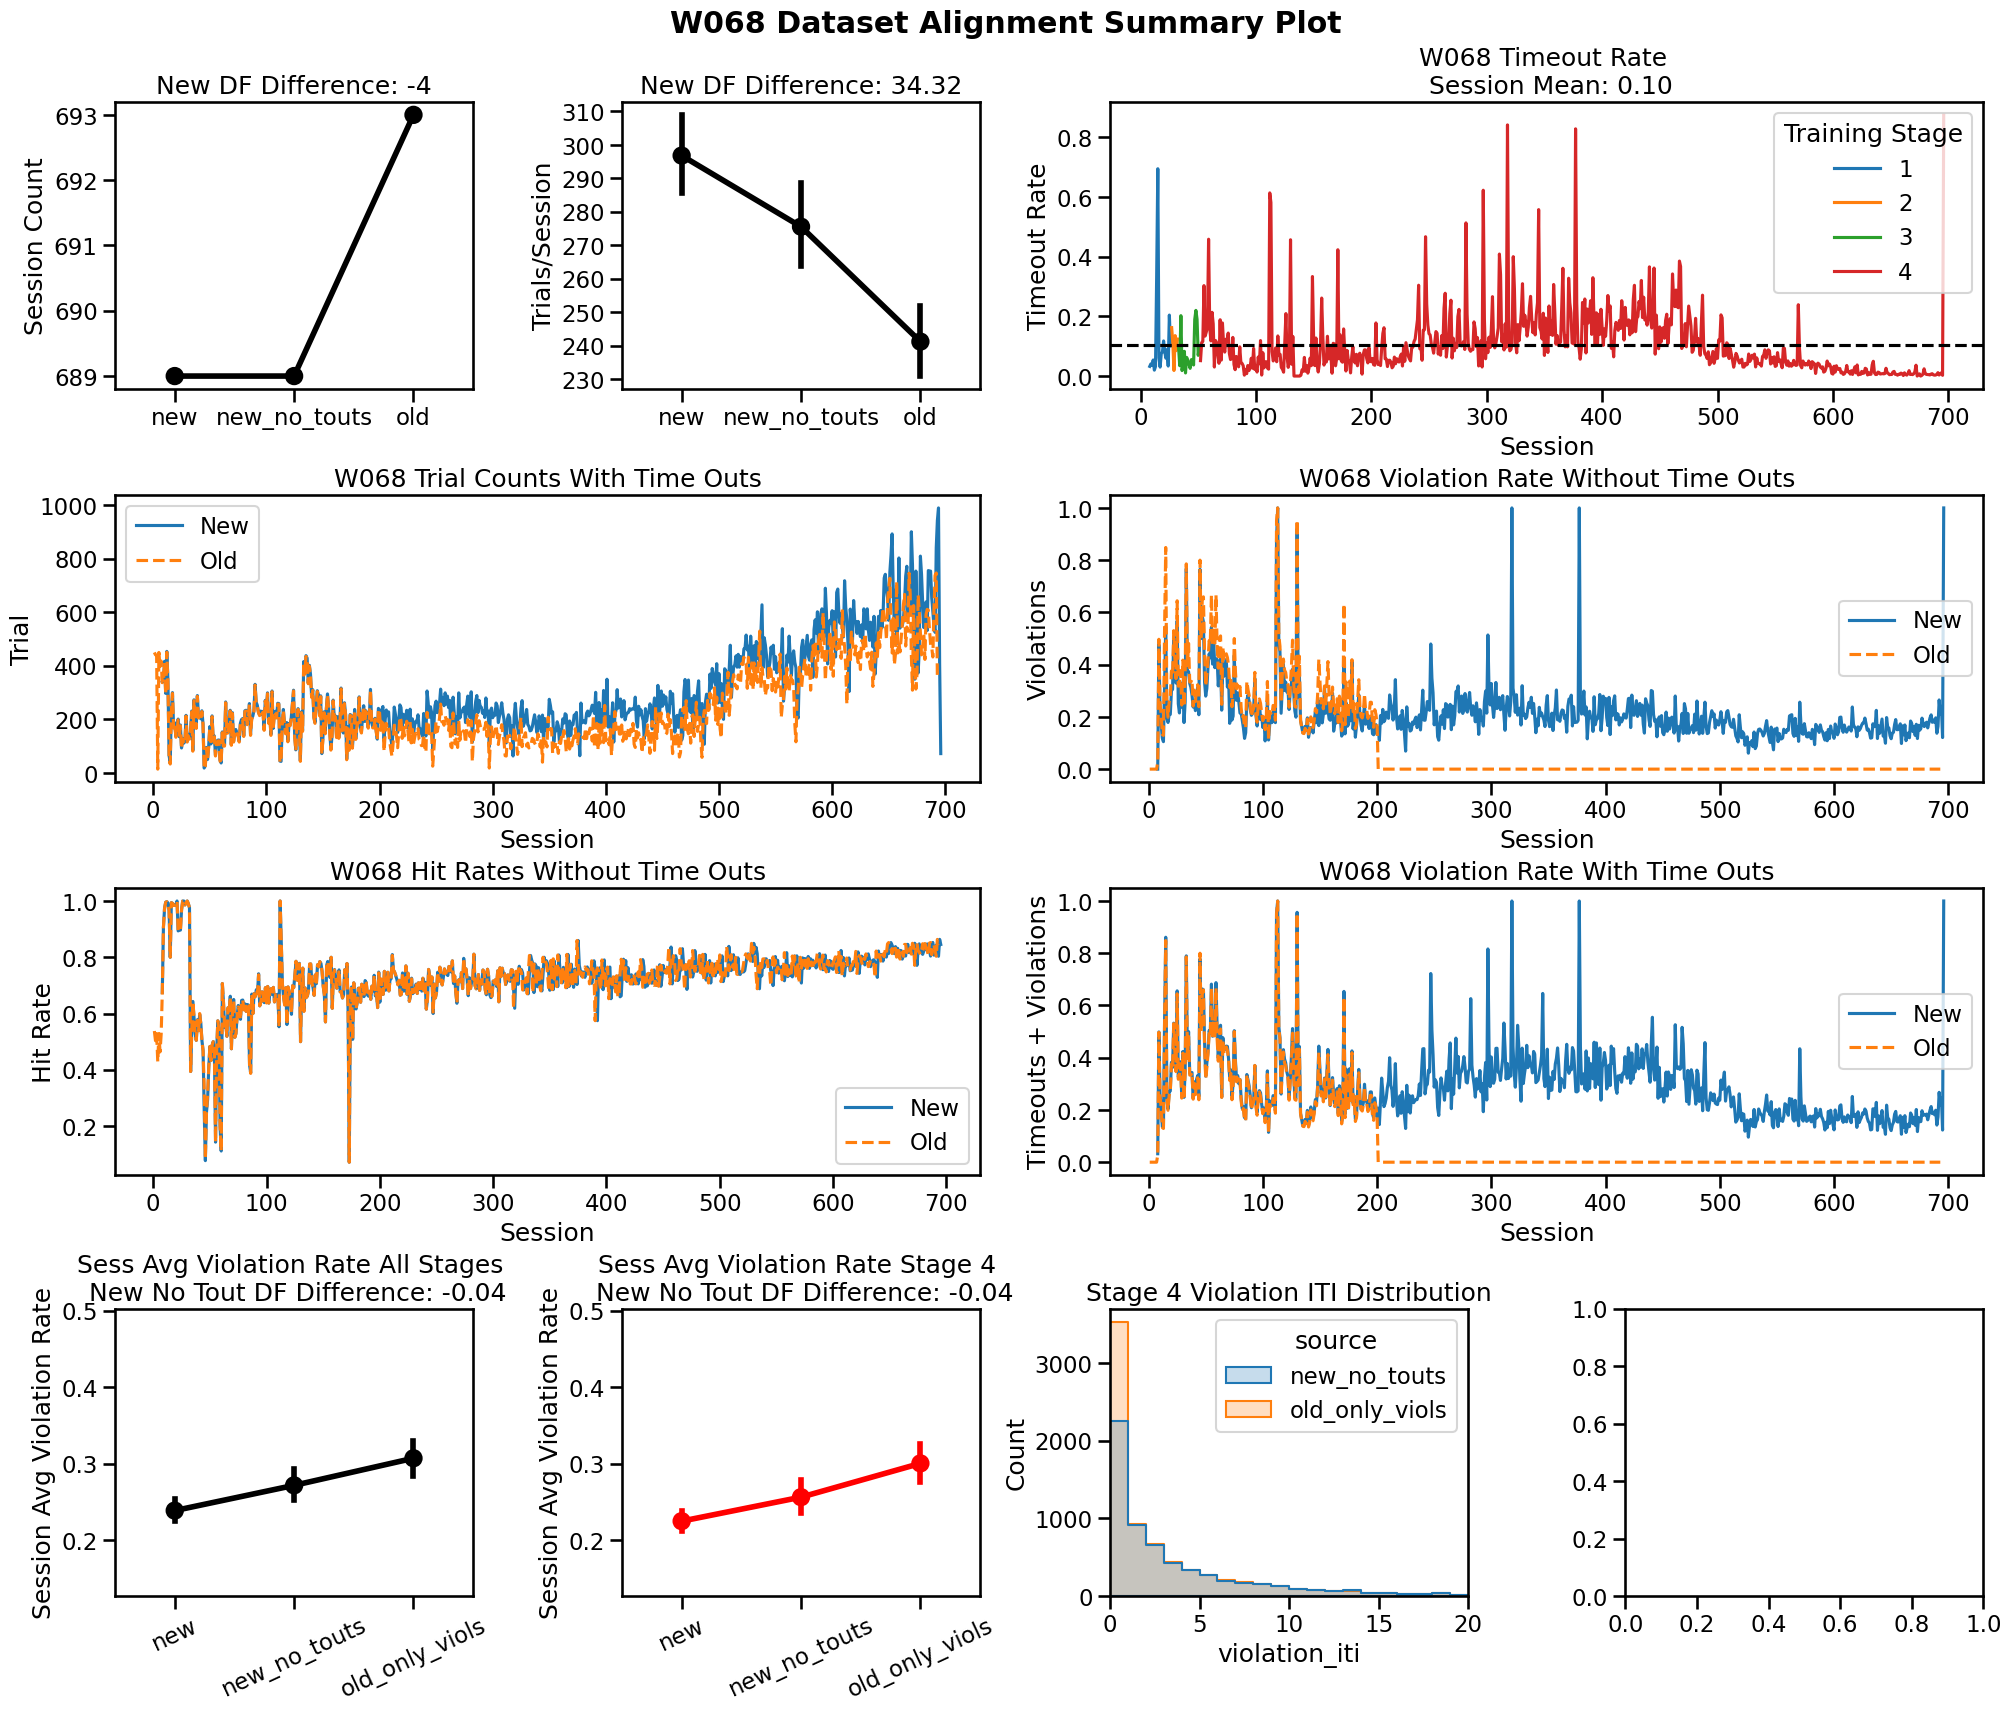 W068 Dataset Alignment Summary Plot
New DF Difference: -4
Session Count
693
692
691
690
689
new
new_no_touts
old
New DF Difference: 34.32
Trials/Session
310
300
290
280
270
260
250
240
230
new
new_no_touts
old
W068 Timeout Rate
Session Mean: 0.10
Timeout Rate
0.8
0.6
0.4
0.2
0.0
Training Stage
1
2
3
4
0 100 200 300 400 500 600 700
Session
W068 Trial Counts With Time Outs
Trial
1000
800
600
400
200
0
New
Old
0 100 200 300 400 500 600 700
Session
W068 Violation Rate Without Time Outs
Violations
1.0
0.8
0.6
0.4
0.2
0.0
New
Old
0 100 200 300 400 500 600 700
Session
W068 Hit Rates Without Time Outs
Hit Rate
1.0
0.8
0.6
0.4
0.2
New
Old
0 100 200 300 400 500 600 700
Session
W068 Violation Rate With Time Outs
Timeouts + Violations
1.0
0.8
0.6
0.4
0.2
0.0
New
Old
0 100 200 300 400 500 600 700
Session
Sess Avg Violation Rate All Stages
New No Tout DF Difference: -0.04
Session Avg Violation Rate
0.5
0.4
0.3
0.2
new
new_no_touts
old_only_viols
Sess Avg Violation Rate Stage 4
New No Tout DF Difference: -0.04
Session Avg Violation Rate
0.5
0.4
0.3
0.2
new
new_no_touts
old_only_viols
Stage 4 Violation ITI Distribution
Count
3000
2000
1000
0
source
new_no_touts
old_only_viols
0 5 10 15 20
violation_iti
1.0
0.8
0.6
0.4
0.2
0.0
0.0 0.2 0.4 0.6 0.8 1.0